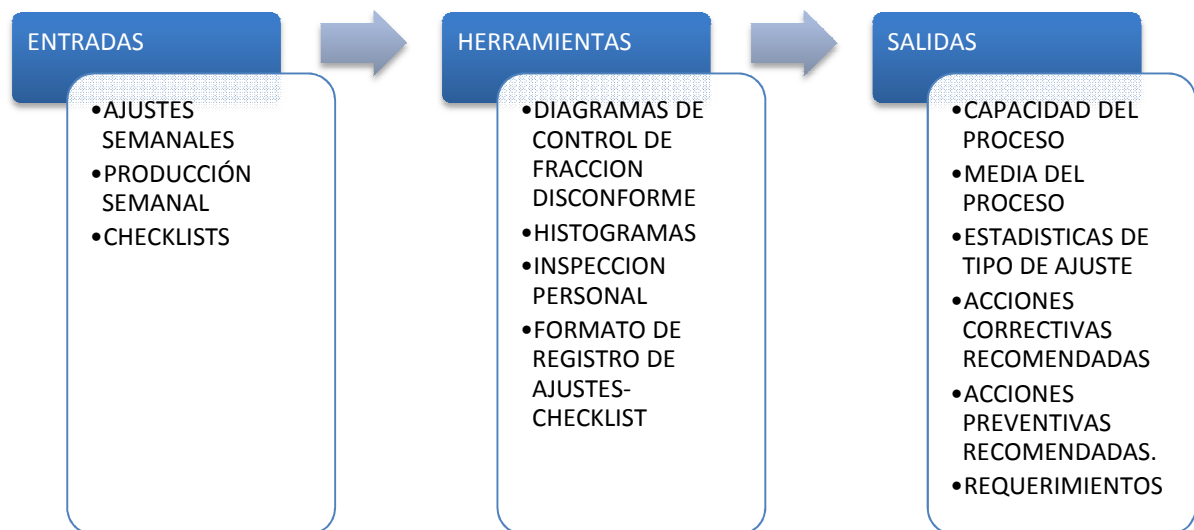 ENTRADAS
•AJUSTES
SEMANALES
•PRODUCCIÓN
SEMANAL
•CHECKLISTS
HERRAMIENTAS
•DIAGRAMAS DE
CONTROL DE
FRACCION
DISCONFORME
•HISTOGRAMAS
•INSPECCION
PERSONAL
•FORMATO DE
REGISTRO DE
AJUSTES-
CHECKLIST
SALIDAS
•CAPACIDAD DEL
PROCESO
•MEDIA DEL
PROCESO
•ESTADISTICAS DE
TIPO DE AJUSTE
•ACCIONES
CORRECTIVAS
RECOMENDADAS
•ACCIONES
PREVENTIVAS
RECOMENDADAS.
•REQUERIMIENTOS